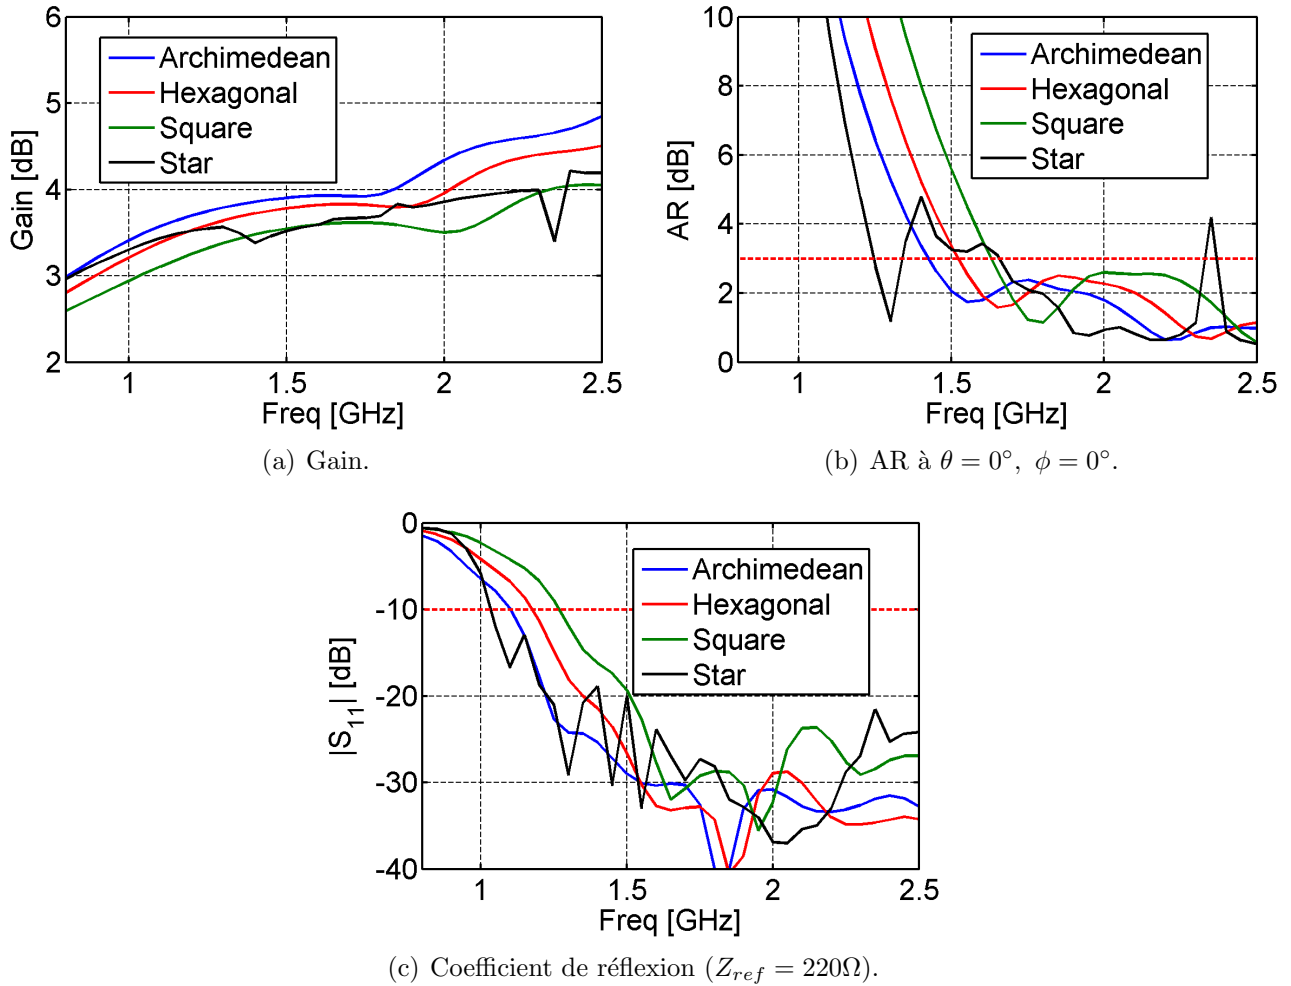 6
5
4
3
2
Gain [dB]
Archimedean
Hexagonal
Square
Star
1
1.5
2
2.5
Freq [GHz]
(a) Gain.
10
8
6
4
2
0
AR [dB]
Archimedean
Hexagonal
Square
Star
1
1.5
2
2.5
Freq [GHz]
(b) AR à θ = 0°, ϕ = 0°.
0
-10
-20
-30
-40
|S11| [dB]
Archimedean
Hexagonal
Square
Star
1
1.5
2
2.5
Freq [GHz]
(c) Coefficient de réflexion (Zref = 220Ω).